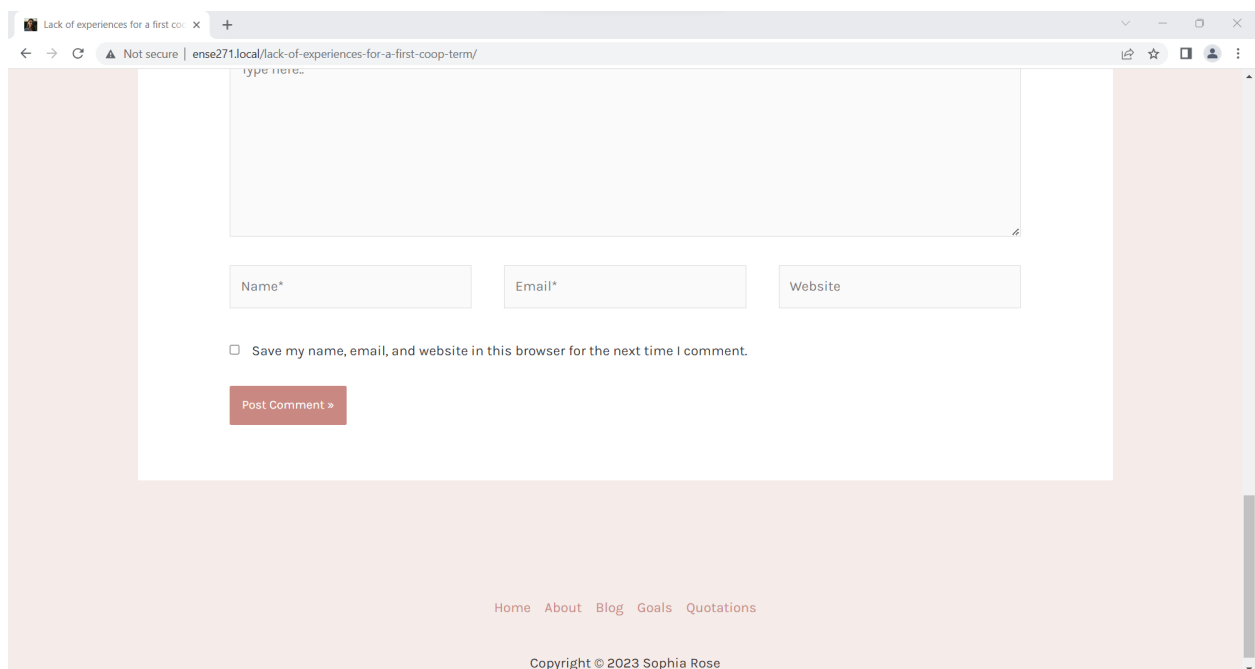 Lack of experiences for a first coo
Not secure | ense271.local/lack-of-experiences-for-a-first-coop-term/
Type here..
Name*
Email*
Website
Save my name, email, and website in this browser for the next time I comment.
Post Comment »
Home About Blog Goals Quotations
Copyright © 2023 Sophia Rose